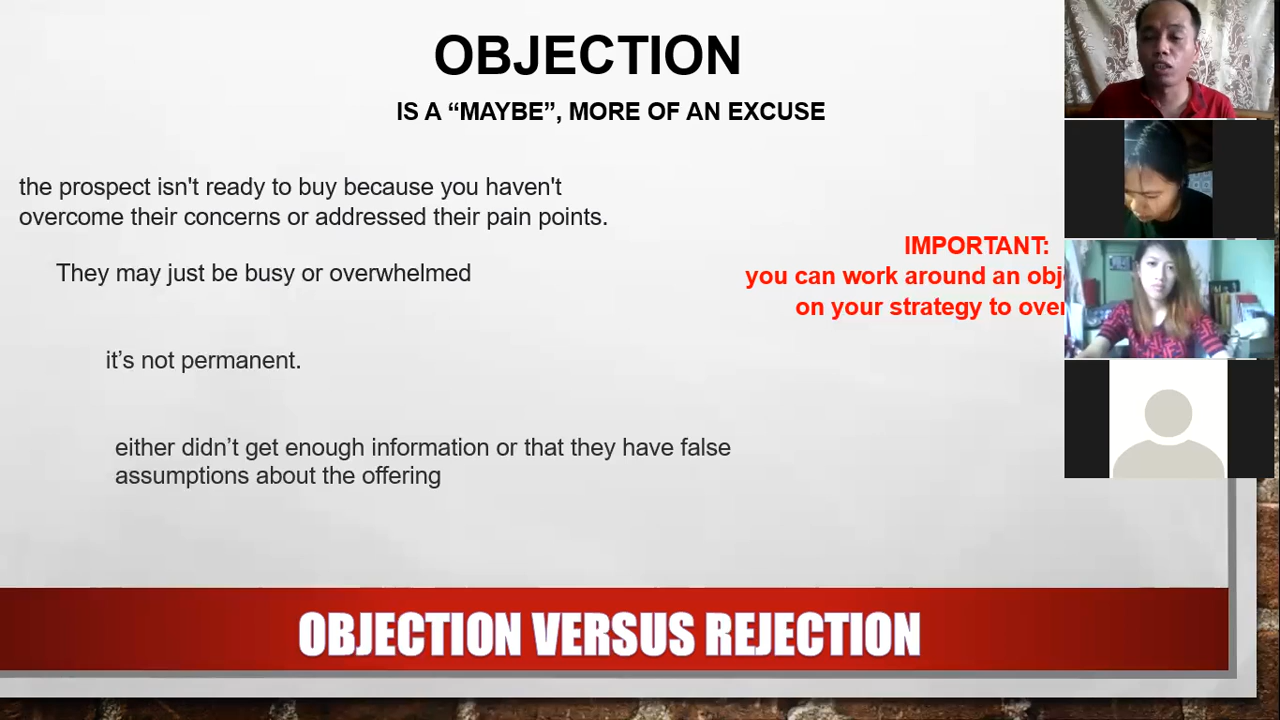 OBJECTION
IS A “MAYBE”, MORE OF AN EXCUSE
the prospect isn't ready to buy because you haven't
overcome their concerns or addressed their pain points.
They may just be busy or overwhelmed
it’s not permanent.
either didn’t get enough information or that they have false
assumptions about the offering
IMPORTANT:
you can work around an
on your strategy to
OBJECTION VERSUS REJECTION